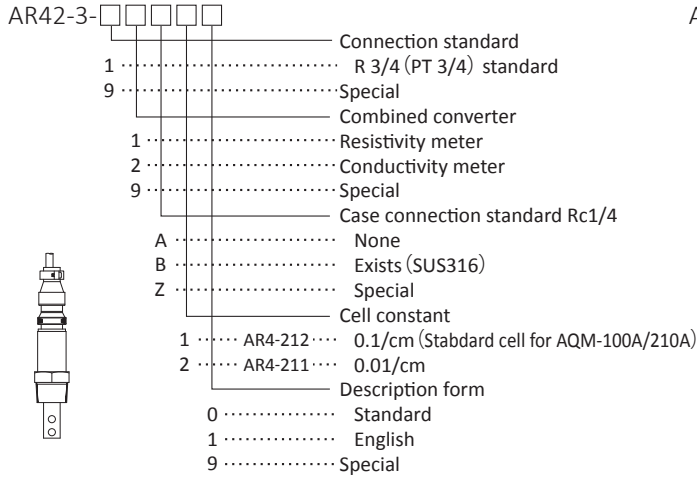 AR42-3-□□□□□
A
Connection standard
1 ············ R 3/4（PT 3/4）standard
9 ············ Special
Combined converter
1 ············ Resistivity meter
2 ············ Conductivity meter
9 ············ Special
Case connection standard Rc1/4
A ············ None
B ············ Exists（SUS316）
Z ············ Special
Cell constant
1 ······ AR4-212 ···· 0.1/cm（Stabdard cell for AQM-100A/210A）
2 ······ AR4-211 ···· 0.01/cm
Description form
0 ············ Standard
1 ············ English
9 ············ Special